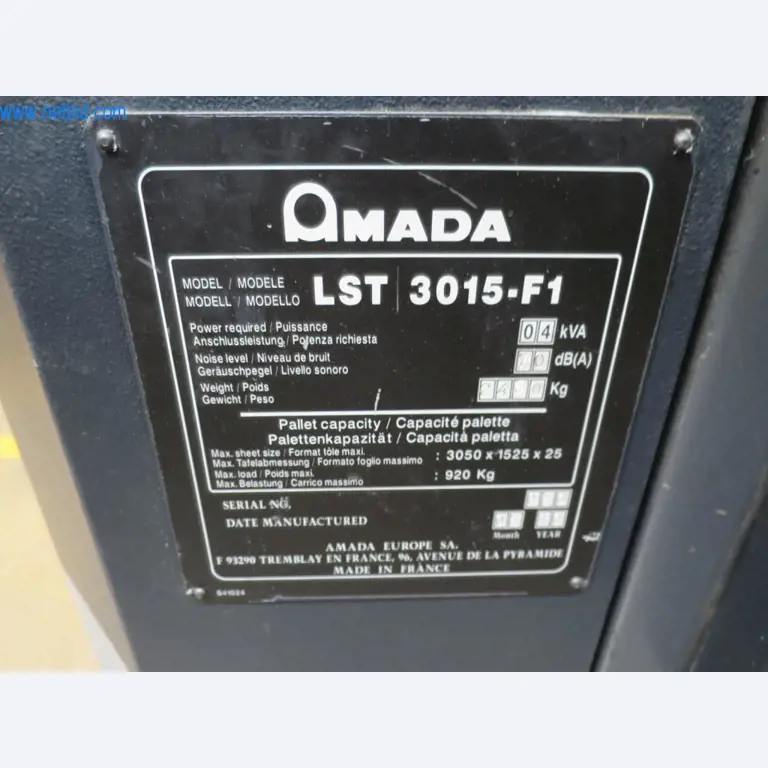 www.netbid.com
AMADA
MODEL / MODELE
MODELL / MODELLO LST 3015-F1
Power required / Puissance
Anschlussleistung / Potenza richiesta 04 kVA
Noise level / Niveau de bruit
Geräuschpegel / Livello sonoro dB(A)
Weight / Poids
Gewicht / Peso Kg
Pallet capacity / Capacité palette
Palettenkapazität / Capacità paletta
Max. sheet size / Format tôle maxi.
Max. Tafelabmessung / Formato foglio massimo : 3050 x 1525 x 25
Max. load / Poids maxi.
Max. Belastung / Carrico massimo : 920 Kg
SERIAL NO.
DATE MANUFACTURED
Month YEAR
AMADA EUROPE SA.
F 93290 TREMBLAY EN FRANCE, 96, AVENUE DE LA PYRAMIDE
MADE IN FRANCE